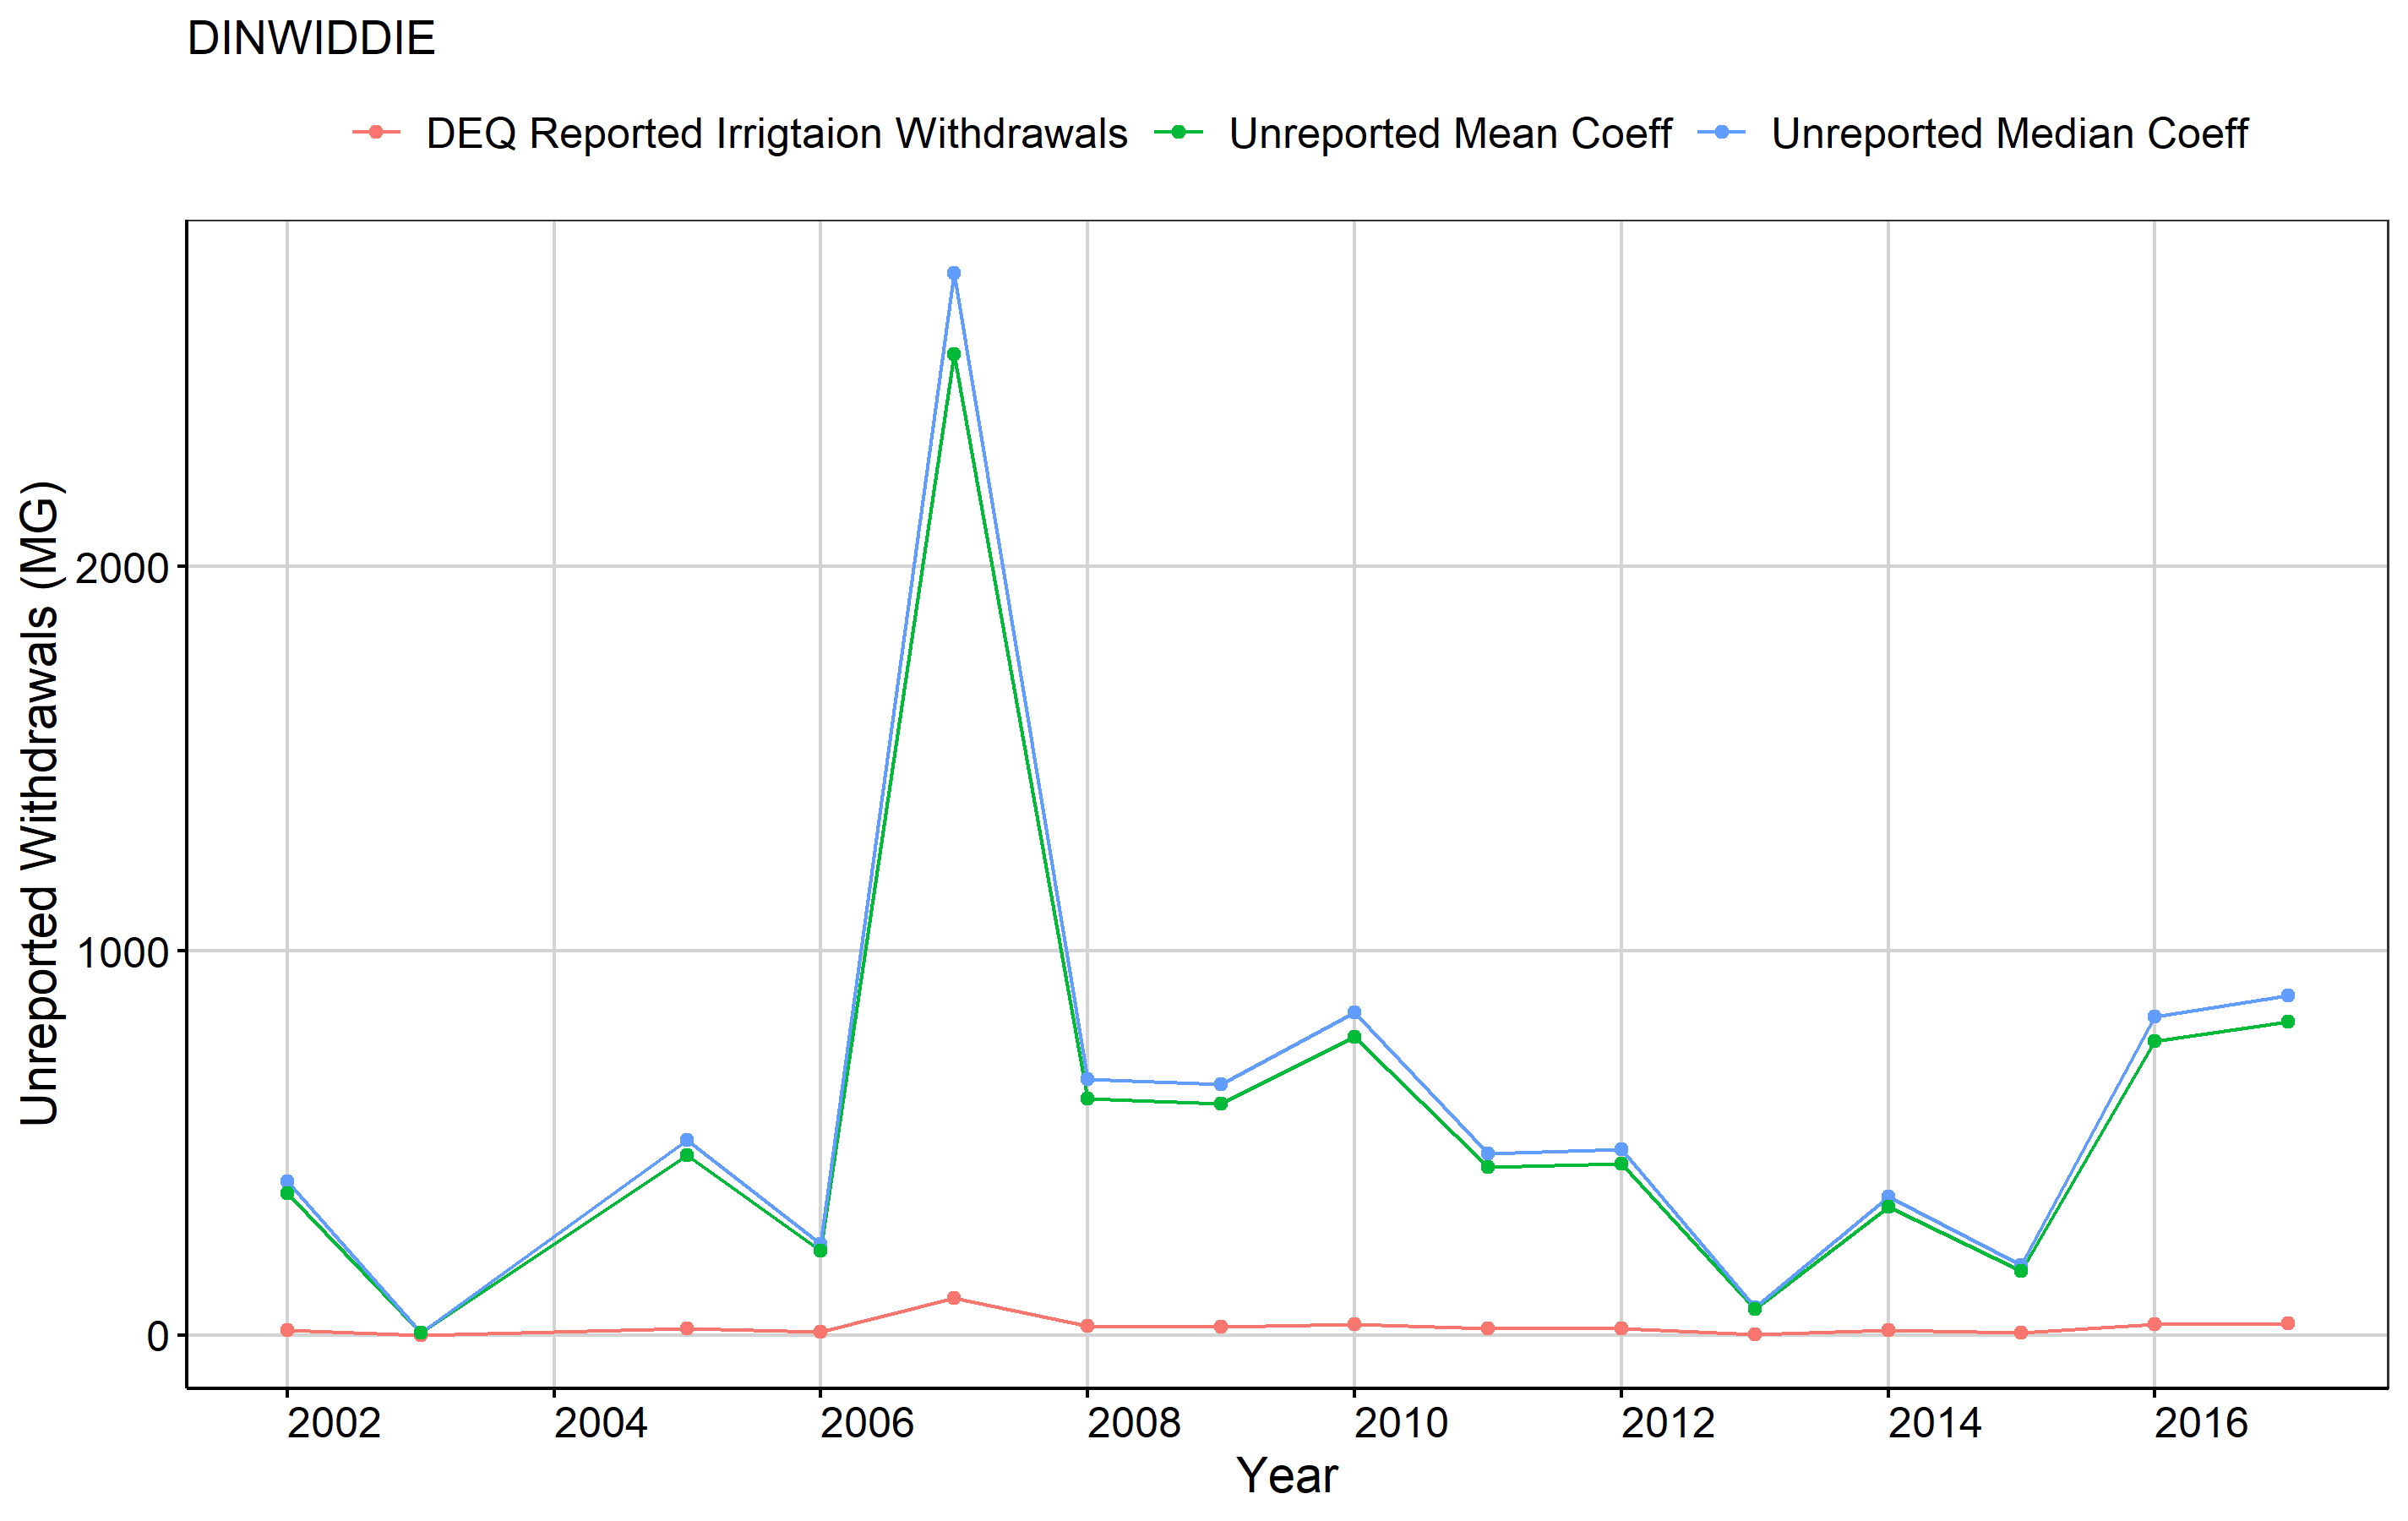 DINWIDDIE
DEQ Reported Irrigtaion Withdrawals Unreported Mean Coeff Unreported Median Coeff
Unreported Withdrawals (MG)
2000
1000
0
2002 2004 2006 2008 2010 2012 2014 2016
Year